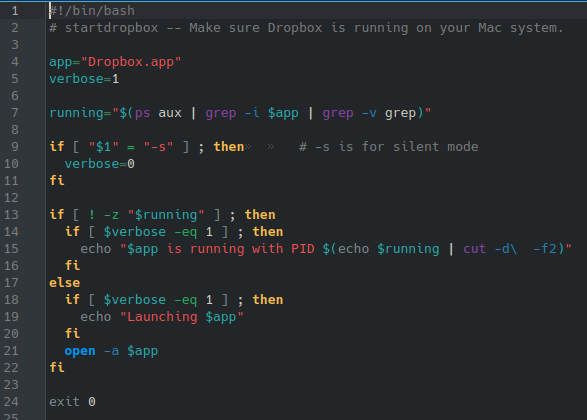 1 #!/bin/bash
2 # startdropbox -- Make sure Dropbox is running on your Mac system.
3
4 app="Dropbox.app"
5 verbose=1
6
7 running="$(ps aux | grep -i $app | grep -v grep)"
8
9 if [ "$1" = "-s" ] ; then» » # -s is for silent mode
10   verbose=0
11 fi
12
13 if [ ! -z "$running" ] ; then
14   if [ $verbose -eq 1 ] ; then
15     echo "$app is running with PID $(echo $running | cut -d\  -f2)"
16   fi
17 else
18   if [ $verbose -eq 1 ] ; then
19     echo "Launching $app"
20   fi
21   open -a $app
22 fi
23
24 exit 0
25